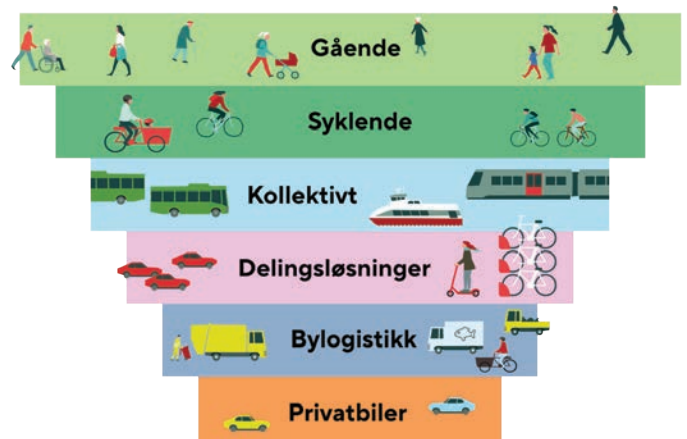 Gående
Syklende
Kollektivt
Delingsløsninger
Bylogistikk
Privatbiler